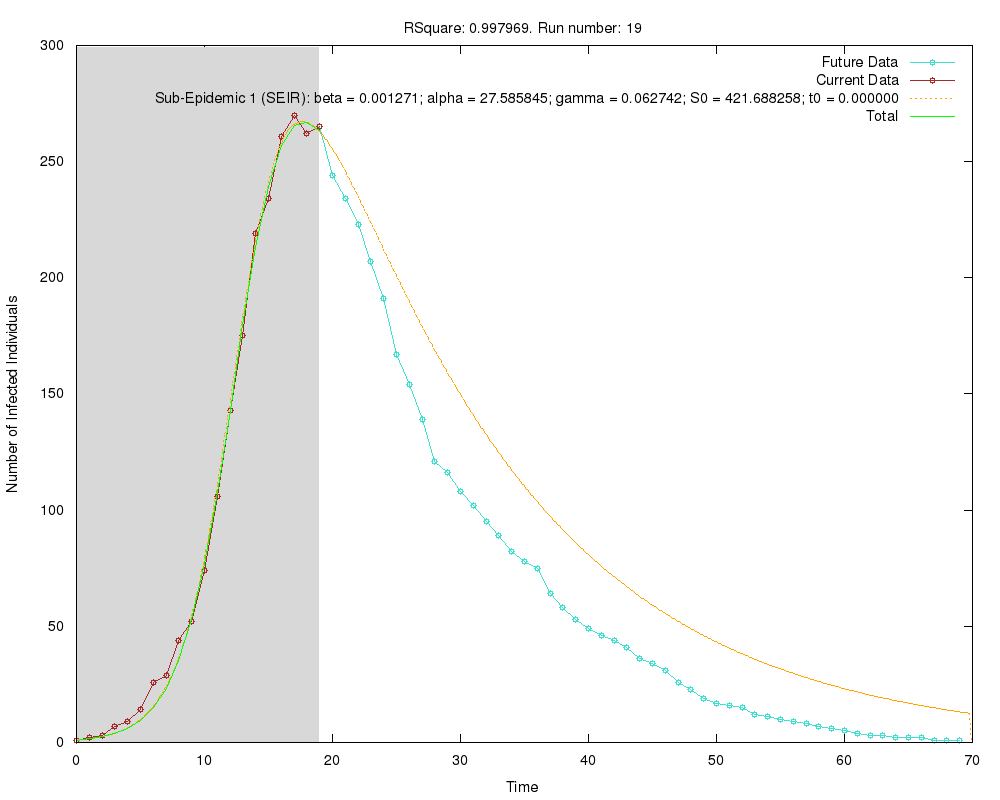 RSquare: 0.997969. Run number: 19
Future Data
Current Data
Sub-Epidemic 1 (SEIR): beta = 0.001271; alpha = 27.585845; gamma = 0.062742; S0 = 421.688258; t0 = 0.000000
Total
Number of Infected Individuals
300
250
200
150
100
50
0
0 10 20 30 40 50 60 70
Time